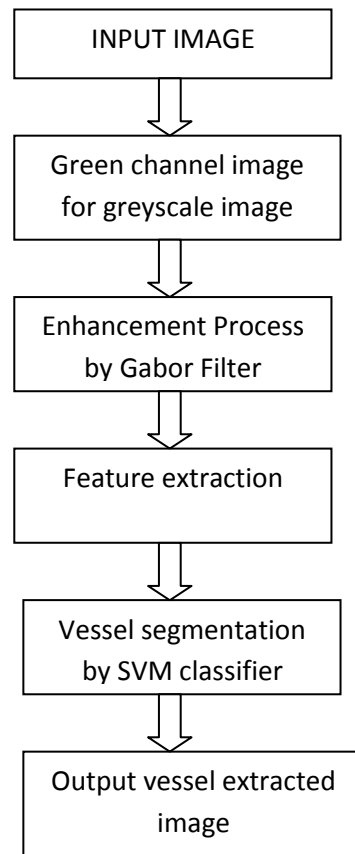 INPUT IMAGE
Green channel image
for greyscale image
Enhancement Process
by Gabor Filter
Feature extraction
Vessel segmentation
by SVM classifier
Output vessel extracted
image